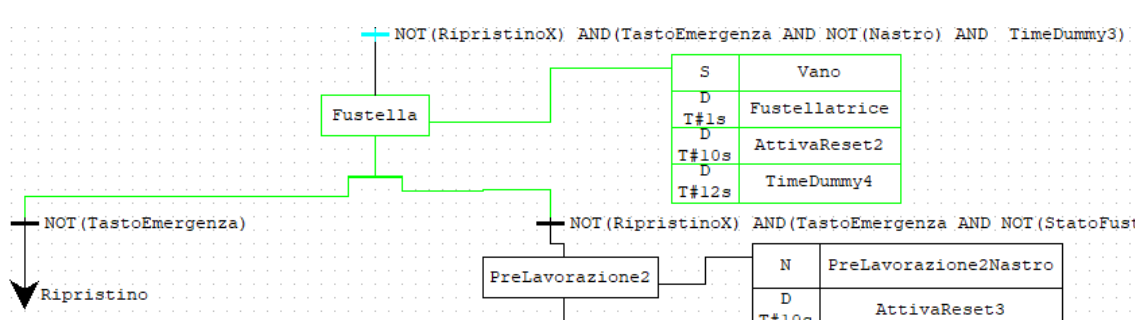 NOT(RipristinoX) AND(TastoEmergenza AND NOT(Nastro) AND TimeDummy3)
S Vano
Fustella
D T#1s Fustellatrice
D T#10s AttivaReset2
D T#12s TimeDummy4
NOT(TastoEmergenza)
NOT(RipristinoX) AND(TastoEmergenza AND NOT(StatoFust
PreLavorazione2
N PreLavorazione2Nastro
Ripristino
D T#10s AttivaReset3